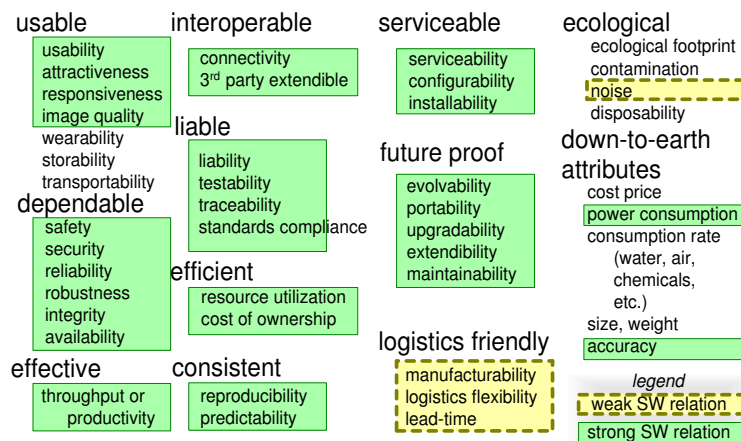 usable
usability
attractiveness
responsiveness
image quality
wearability
storability
transportability
dependable
safety
security
reliability
robustness
integrity
availability
effective
throughput or
productivity
interoperable
connectivity
3rd party extendible
liable
liability
testability
traceability
standards compliance
efficient
resource utilization
cost of ownership
consistent
reproducibility
predictability
serviceable
serviceability
configurability
installability
future proof
evolvability
portability
upgradability
extendibility
maintainability
logistics friendly
manufacturability
logistics flexibility
lead-time
ecological
ecological footprint
contamination
noise
disposability
down-to-earth
attributes
cost price
power consumption
consumption rate
(water, air,
chemicals,
etc.)
size, weight
accuracy
legend
weak SW relation
strong SW relation